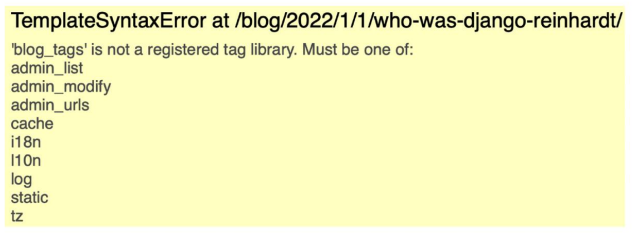 TemplateSyntaxError at /blog/2022/1/1/who-was-django-reinhardt/
'blog_tags' is not a registered tag library. Must be one of:
admin_list
admin_modify
admin_urls
cache
i18n
l10n
log
static
tz